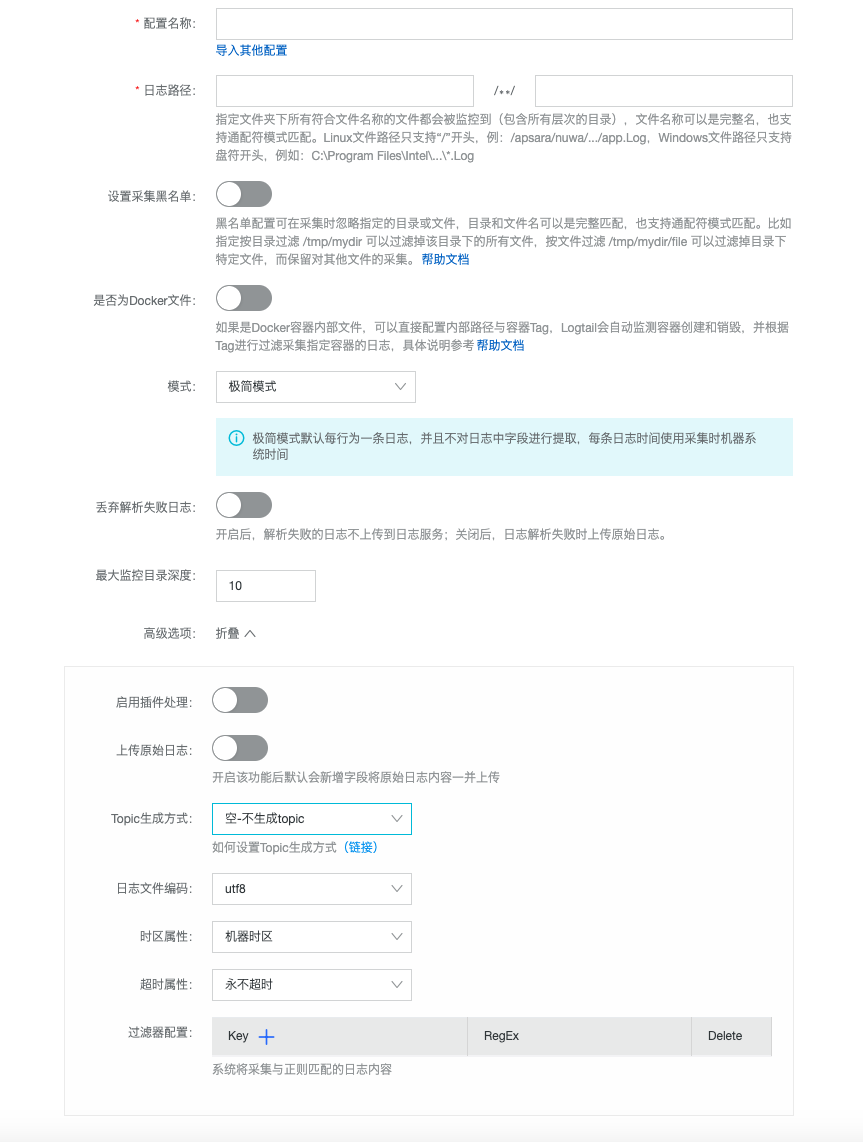 * 配置名称:
导入其他配置
* 日志路径:
/**/
指定文件夹下所有符合文件名称的文件都会被监控到（包含所有层次的目录），文件名称可以是完整名，也支
持通配符模式匹配。Linux文件路径只支持“/”开头，例：/apsara/nuwa/.../app.Log，Windows文件路径只支持
盘符开头，例如：C:\Program Files\Intel\...\*.Log
设置采集黑名单:
黑名单配置可在采集时忽略指定的目录或文件，目录和文件名可以是完整匹配，也支持通配符模式匹配。比如
指定按目录过滤 /tmp/mydir 可以过滤掉该目录下的所有文件，按文件过滤 /tmp/mydir/file 可以过滤掉目录下
特定文件，而保留对其他文件的采集。 帮助文档
是否为Docker文件:
如果是Docker容器内部文件，可以直接配置内部路径与容器Tag，Logtail会自动监测容器创建和销毁，并根据
Tag进行过滤采集指定容器的日志，具体说明参考 帮助文档
模式:
极简模式
极简模式默认每行为一条日志，并且不对日志中字段进行提取，每条日志时间使用采集时机器系
统时间
丢弃解析失败日志:
开启后，解析失败的日志不上传到日志服务；关闭后，日志解析失败时上传原始日志。
最大监控目录深度:
10
高级选项:
折叠
启用插件处理:
上传原始日志:
开启该功能后默认会新增字段将原始日志内容一并上传
Topic生成方式:
空-不生成topic
如何设置Topic生成方式（链接）
日志文件编码:
utf8
时区属性:
机器时区
超时属性:
永不超时
过滤器配置:
Key + RegEx Delete
系统将采集与正则匹配的日志内容